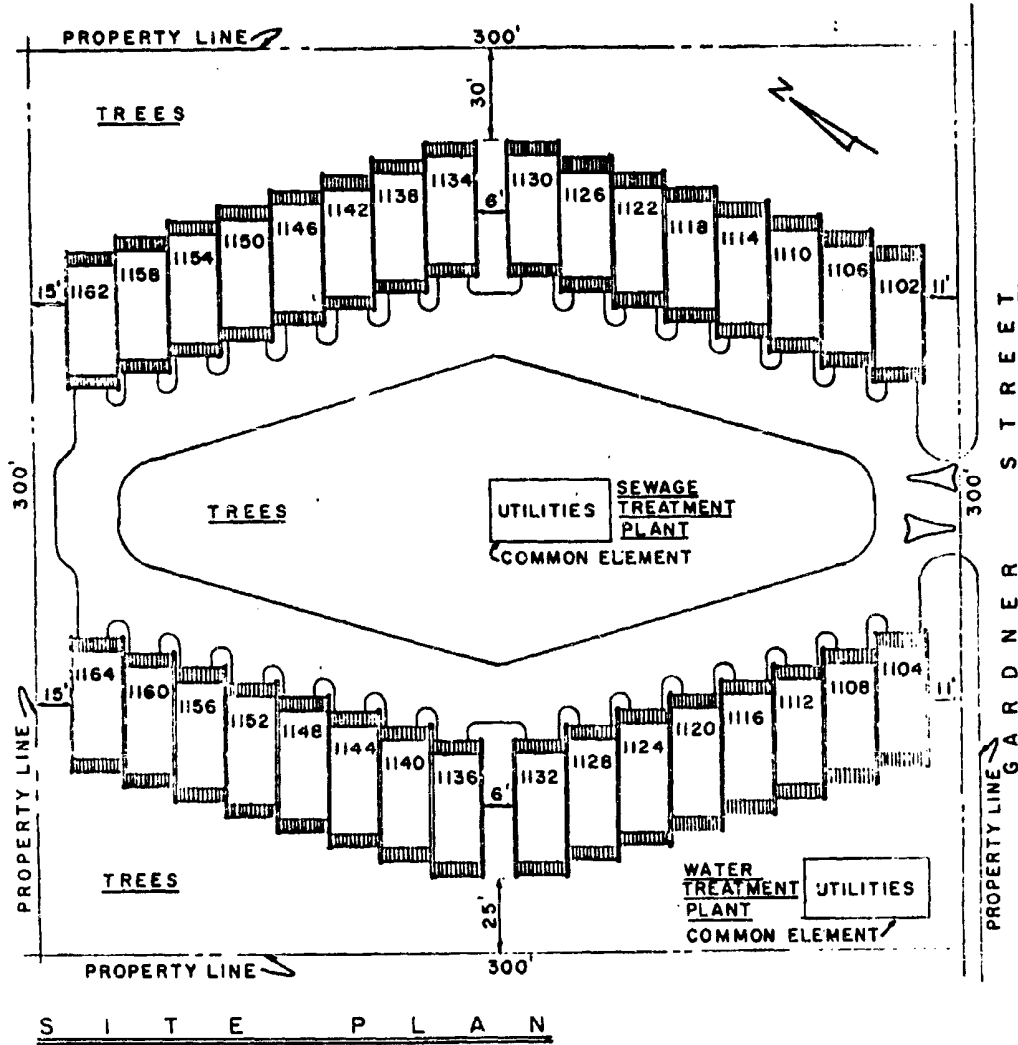 PROPERTY LINE
300'
30'
TREES
N
1134
1130
1138
6'
1126
1142
1122
1146
1118
1150
1114
1154
1110
1158
1106
1162
1102
15'
11'
300'
TREES
UTILITIES
SEWAGE
TREATMENT
PLANT
COMMON ELEMENT
300'
GARDNER STREET
1164
1104
1160
1108
1156
1112
1152
1116
1148
1120
1144
1124
1140
1128
1136
1132
15'
11'
6'
PROPERTY LINE
PROPERTY LINE
TREES
25'
WATER
TREATMENT
PLANT
UTILITIES
COMMON ELEMENT
PROPERTY LINE
300'
SITE PLAN